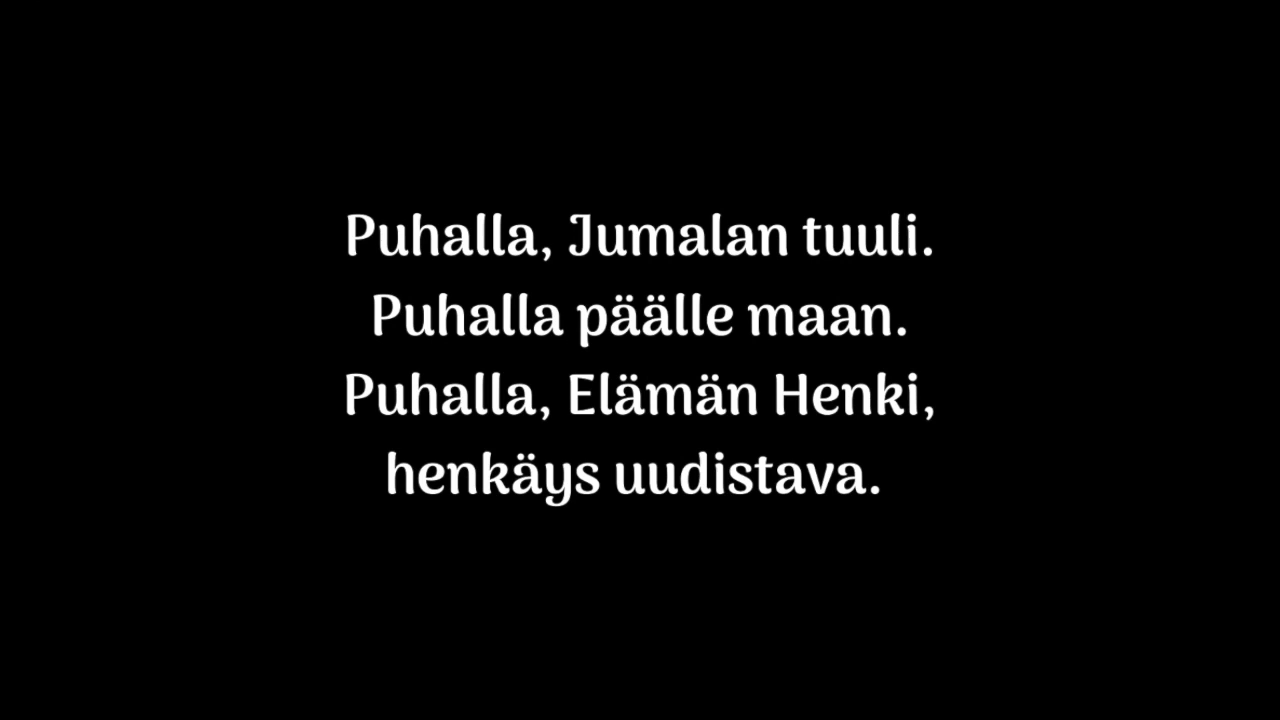 Puhalla, Jumalan tuuli.
Puhalla päälle maan.
Puhalla, Elämän Henki,
henkäys uudistava.